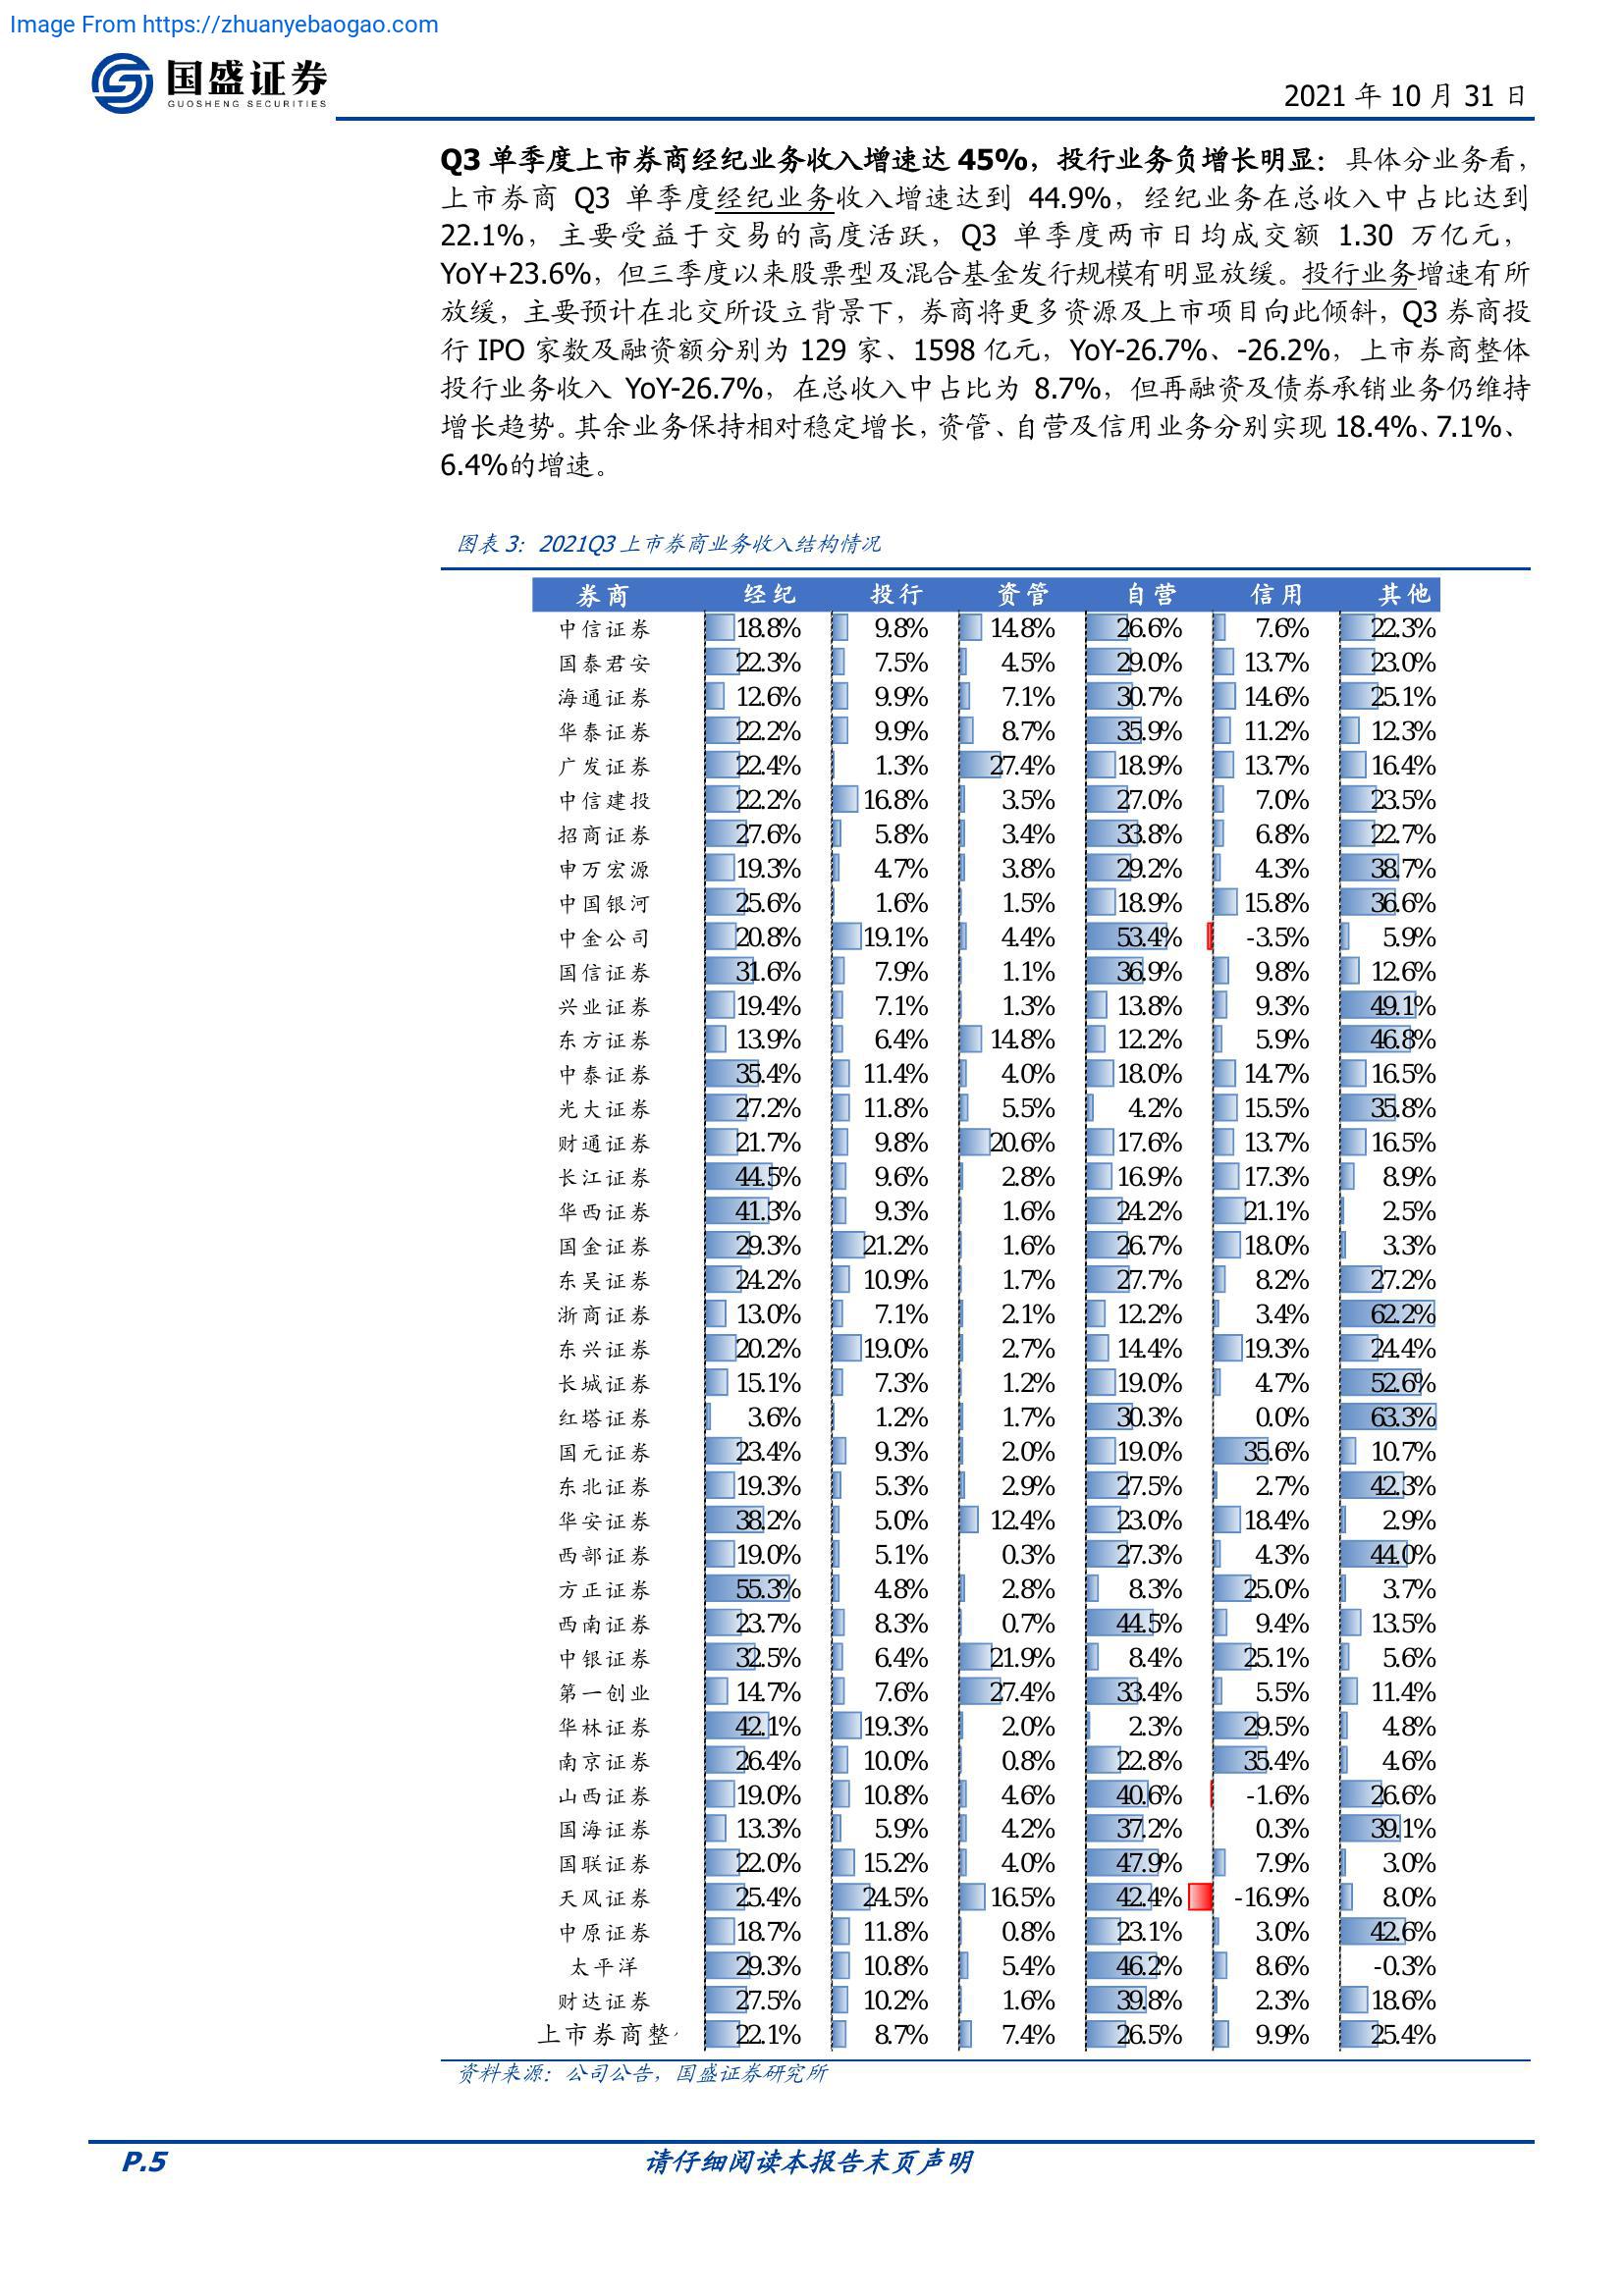 Image From https://zhuanyebaogao.com
国盛证券
GUOSHENG SECURITIES
2021 年 10 月 31 日
Q3 单季度上市券商经纪业务收入增速达 45%，投行业务负增长明显：具体分业务看，
上市券商 Q3 单季度经纪业务收入增速达到 44.9%，经纪业务在总收入中占比达到
22.1%，主要受益于交易的高度活跃，Q3 单季度两市日均成交额 1.30 万亿元，
YoY+23.6%，但三季度以来股票型及混合基金发行规模有明显放缓。投行业务增速有所
放缓，主要预计在北交所设立背景下，券商将更多资源及上市项目向此倾斜，Q3 券商投
行 IPO 家数及融资额分别为 129 家、1598 亿元，YoY-26.7%、-26.2%，上市券商整体
投行业务收入 YoY-26.7%，在总收入中占比为 8.7%，但再融资及债券承销业务仍维持
增长趋势。其余业务保持相对稳定增长，资管、自营及信用业务分别实现 18.4%、7.1%、
6.4%的增速。
图表 3：2021Q3 上市券商业务收入结构情况
券商 经纪 投行 资管 自营 信用 其他
中信证券 18.8% 9.8% 14.8% 26.6% 7.6% 22.3%
国泰君安 22.3% 7.5% 4.5% 29.0% 13.7% 23.0%
海通证券 12.6% 9.9% 7.1% 30.7% 14.6% 25.1%
华泰证券 22.2% 9.9% 8.7% 35.9% 11.2% 12.3%
广发证券 22.4% 1.3% 27.4% 18.9% 13.7% 16.4%
中信建投 22.2% 16.8% 3.5% 27.0% 7.0% 23.5%
招商证券 27.6% 5.8% 3.4% 33.8% 6.8% 22.7%
申万宏源 19.3% 4.7% 3.8% 29.2% 4.3% 38.7%
中国银河 25.6% 1.6% 1.5% 18.9% 15.8% 36.6%
中金公司 20.8% 19.1% 4.4% 53.4% -3.5% 5.9%
国信证券 31.6% 7.9% 1.1% 36.9% 9.8% 12.6%
兴业证券 19.4% 7.1% 1.3% 13.8% 9.3% 49.1%
东方证券 13.9% 6.4% 14.8% 12.2% 5.9% 46.8%
中泰证券 35.4% 11.4% 4.0% 18.0% 14.7% 16.5%
光大证券 27.2% 11.8% 5.5% 4.2% 15.5% 35.8%
财通证券 21.7% 9.8% 20.6% 17.6% 13.7% 16.5%
长江证券 44.5% 9.6% 2.8% 16.9% 17.3% 8.9%
华西证券 41.3% 9.3% 1.6% 24.2% 21.1% 2.5%
国金证券 29.3% 21.2% 1.6% 26.7% 18.0% 3.3%
东吴证券 24.2% 10.9% 1.7% 27.7% 8.2% 27.2%
浙商证券 13.0% 7.1% 2.1% 12.2% 3.4% 62.2%
东兴证券 20.2% 19.0% 2.7% 14.4% 19.3% 24.4%
长城证券 15.1% 7.3% 1.2% 19.0% 4.7% 52.6%
红塔证券 3.6% 1.2% 1.7% 30.3% 0.0% 63.3%
国元证券 23.4% 9.3% 2.0% 19.0% 35.6% 10.7%
东北证券 19.3% 5.3% 2.9% 27.5% 2.7% 42.3%
华安证券 38.2% 5.0% 12.4% 23.0% 18.4% 2.9%
西部证券 19.0% 5.1% 0.3% 27.3% 4.3% 44.0%
方正证券 55.3% 4.8% 2.8% 8.3% 25.0% 3.7%
西南证券 23.7% 8.3% 0.7% 44.5% 9.4% 13.5%
中银证券 32.5% 6.4% 21.9% 8.4% 25.1% 5.6%
第一创业 14.7% 7.6% 27.4% 33.4% 5.5% 11.4%
华林证券 42.1% 19.3% 2.0% 2.3% 29.5% 4.8%
南京证券 26.4% 10.0% 0.8% 22.8% 35.4% 4.6%
山西证券 19.0% 10.8% 4.6% 40.6% -1.6% 26.6%
国海证券 13.3% 5.9% 4.2% 37.2% 0.3% 39.1%
国联证券 22.0% 15.2% 4.0% 47.9% 7.9% 3.0%
天风证券 25.4% 24.5% 16.5% 42.4% -16.9% 8.0%
中原证券 18.7% 11.8% 0.8% 23.1% 3.0% 42.6%
太平洋 29.3% 10.8% 5.4% 46.2% 8.6% -0.3%
财达证券 27.5% 10.2% 1.6% 39.8% 2.3% 18.6%
上市券商整 22.1% 8.7% 7.4% 26.5% 9.9% 25.4%
资料来源：公司公告，国盛证券研究所
P.5
请仔细阅读本报告末页声明